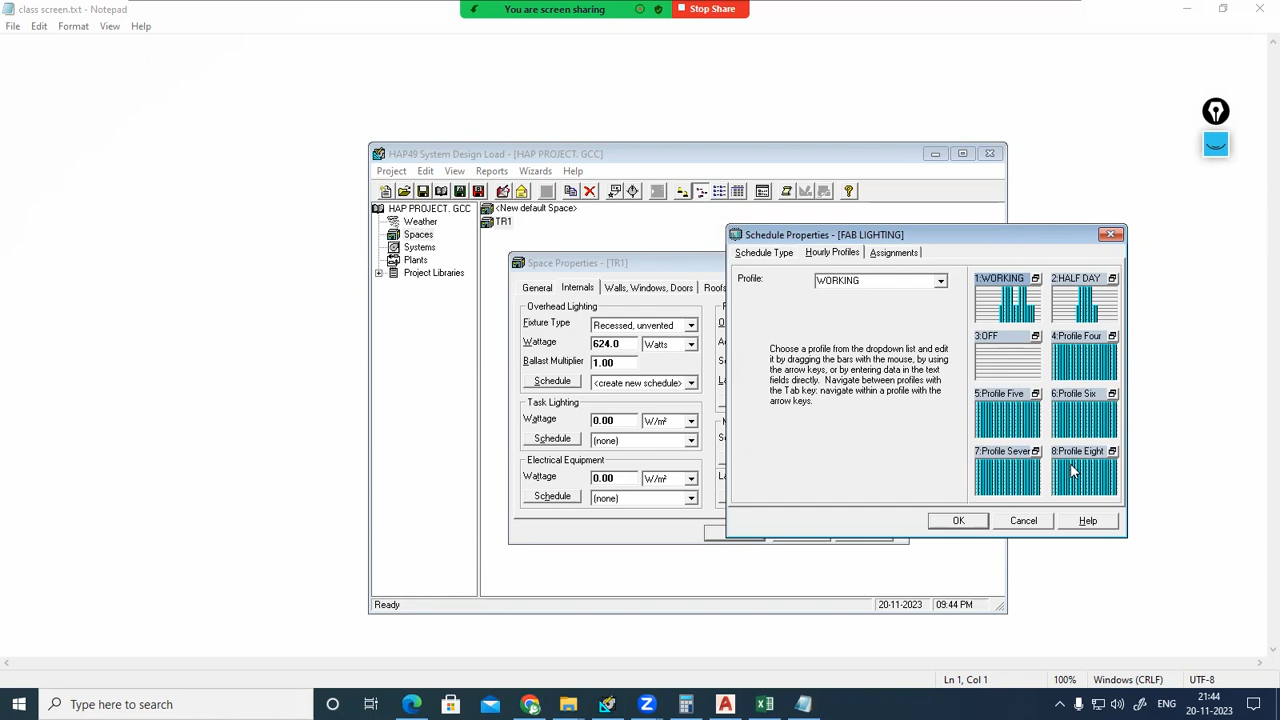 class screen.txt - Notepad
You are screen sharing
Stop Share
File Edit Format View Help
HAP49 System Design Load - [HAP PROJECT. GCC]
Project Edit View Reports Wizards Help
HAP PROJECT. GCC
Weather
Spaces
Systems
Plants
Project Libraries
<New default Space>
TR1
Space Properties - [TR1]
General Internals Walls, Windows, Doors Roofs
Overhead Lighting
Fixture Type Recessed, unvented
Wattage 624.0 Watts
Ballast Multiplier 1.00
Schedule <create new schedule>
Task Lighting
Wattage 0.00 W/m²
Schedule (none)
Electrical Equipment
Wattage 0.00 W/m²
Schedule (none)
Schedule Properties - [FAB LIGHTING]
Schedule Type Hourly Profiles Assignments
Profile: WORKING
Choose a profile from the dropdown list and edit
it by dragging the bars with the mouse, by using
the arrow keys, or by entering data in the text
fields directly. Navigate between profiles with
the Tab key: navigate within a profile with the
arrow keys.
1:WORKING 2:HALF DAY
3:OFF 4:Profile Four
5:Profile Five 6:Profile Six
7:Profile Sever 8:Profile Eight
OK Cancel Help
Ready 20-11-2023 09:44 PM
Ln 1, Col 1 100% Windows (CRLF) UTF-8
Type here to search
ENG
21:44
20-11-2023